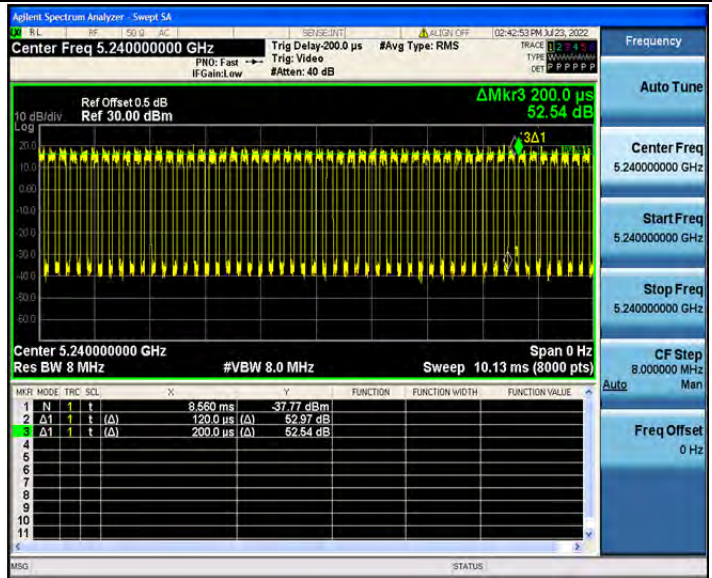 Agilent Spectrum Analyzer - Swept SA
RL RF 50 Ω AC SENSE:INT ALIGN OFF 02:42:53 PM Jul 23, 2022
Center Freq 5.240000000 GHz
Trig Delay-200.0 µs #Avg Type: RMS
TRACE 1 2 3 4 5 6
PNO: Fast Trig: Video
TYPE WWWWWW
IFGain:Low #Atten: 40 dB
DET P P P P P P
Ref Offset 0.5 dB
10 dB/div Ref 30.00 dBm
ΔMkr3 200.0 µs
52.54 dB
Log
3Δ1
20.0
10.0
0.00
-10.0
-20.0
-30.0
-40.0
-50.0
-60.0
Center 5.240000000 GHz Span 0 Hz
Res BW 8 MHz #VBW 8.0 MHz Sweep 10.13 ms (8000 pts)
MKR MODE TRC SCL X Y FUNCTION FUNCTION WIDTH FUNCTION VALUE
1 N 1 t 8.560 ms -37.77 dBm
2 Δ1 1 t (Δ) 120.0 µs (Δ) 52.97 dB
3 Δ1 1 t (Δ) 200.0 µs (Δ) 52.54 dB
4
5
6
7
8
9
10
11
MSG STATUS
Frequency
Auto Tune
Center Freq
5.240000000 GHz
Start Freq
5.240000000 GHz
Stop Freq
5.240000000 GHz
CF Step
8.000000 MHz
Auto Man
Freq Offset
0 Hz